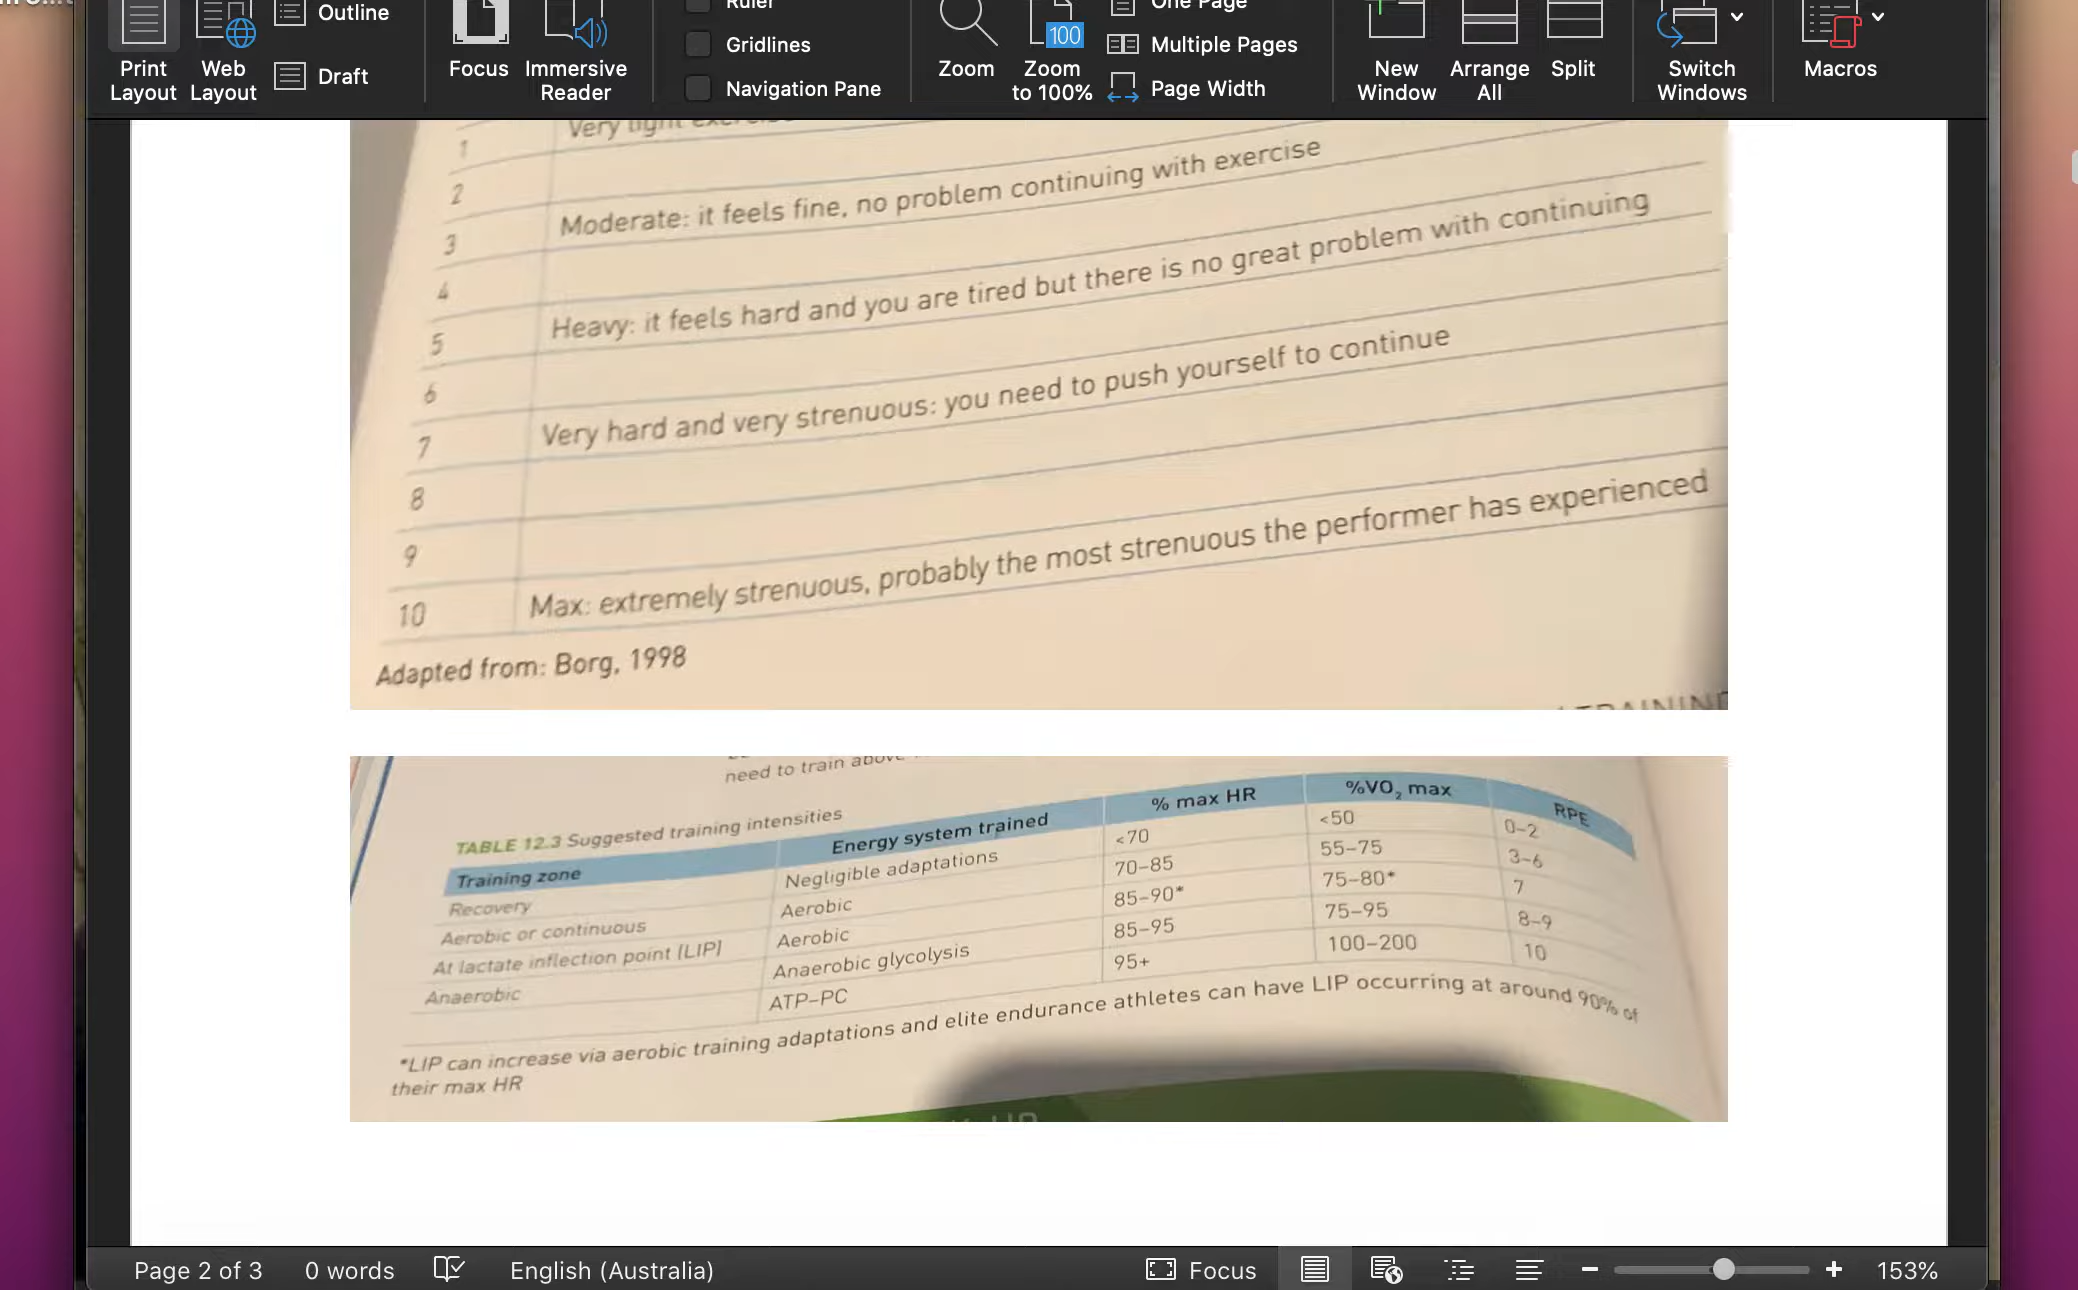 Outline
Ruler
One Page
Gridlines
100
Multiple Pages
Print Layout
Web Layout
Draft
Focus
Immersive Reader
Navigation Pane
Zoom
Zoom to 100%
Page Width
New Window
Arrange All
Split
Switch Windows
Macros
1 Very light
2
3 Moderate: it feels fine, no problem continuing with exercise
4
5 Heavy: it feels hard and you are tired but there is no great problem with continuing
6
7 Very hard and very strenuous: you need to push yourself to continue
8
9
10 Max: extremely strenuous, probably the most strenuous the performer has experienced
Adapted from: Borg, 1998
TRAINING
need to train above
TABLE 12.3 Suggested training intensities
Training zone Energy system trained % max HR %VO₂ max RPE
Recovery Negligible adaptations <70 <50 0–2
Aerobic or continuous Aerobic 70–85 55–75 3–6
At lactate inflection point (LIP) Aerobic 85–90* 75–80* 7
Anaerobic Anaerobic glycolysis 85–95 75–95 8–9
ATP–PC 95+ 100–200 10
*LIP can increase via aerobic training adaptations and elite endurance athletes can have LIP occurring at around 90% of
their max HR
Page 2 of 3 0 words English (Australia) Focus 153%